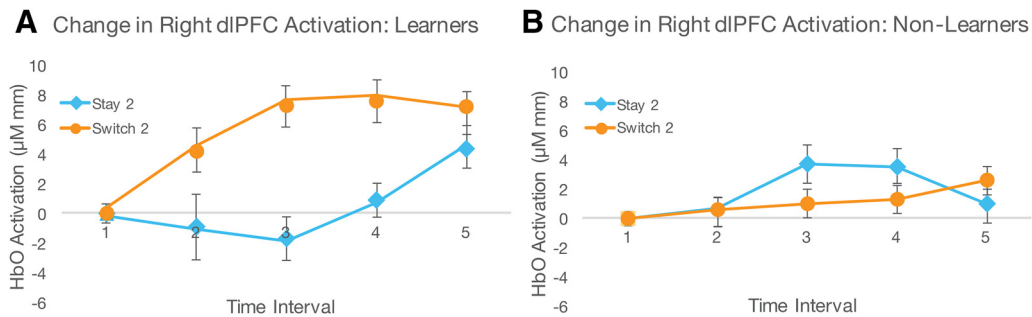 A Change in Right dlPFC Activation: Learners
HbO Activation (µM mm)
10
8
6
4
2
0
-2
-4
-6
Stay 2
Switch 2
1 2 3 4 5
Time Interval
B Change in Right dlPFC Activation: Non-Learners
HbO Activation (µM mm)
10
8
6
4
2
0
-2
-4
-6
Stay 2
Switch 2
1 2 3 4 5
Time Interval